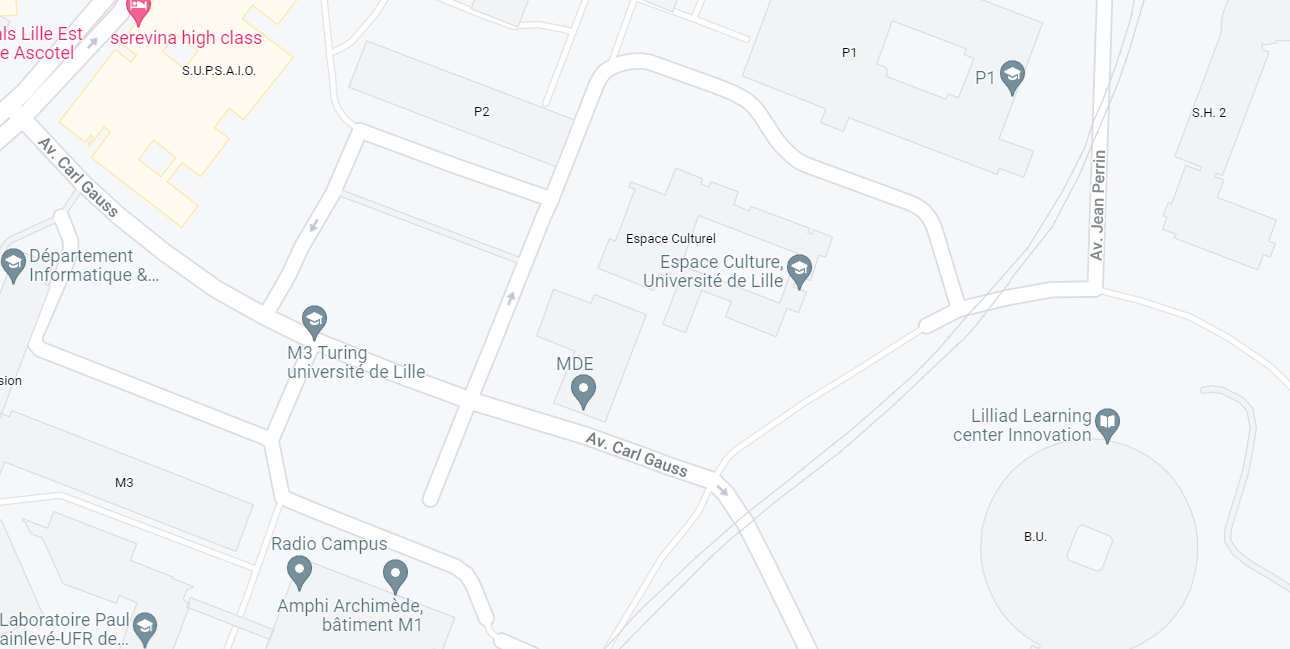 als Lille Est
e Ascotel
serevina high class
S.U.P.S.A.I.O.
P2
P1
P1
S.H. 2
Av. Carl Gauss
Av. Jean Perrin
Département
Informatique &...
Espace Culturel
Espace Culture,
Université de Lille
M3 Turing
université de Lille
MDE
sion
Av. Carl Gauss
Lilliad Learning
center Innovation
M3
B.U.
Radio Campus
Amphi Archimède,
bâtiment M1
Laboratoire Paul
ainlevé-UFR de...